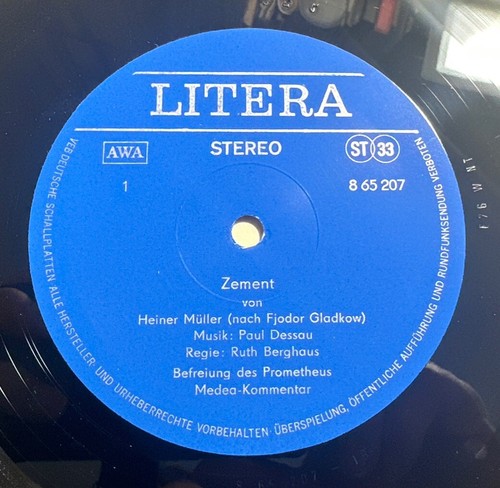 LITERA
AWA
STEREO
ST 33
1
8 65 207
Zement
von
Heiner Müller (nach Fjodor Gladkow)
Musik: Paul Dessau
Regie: Ruth Berghaus
Befreiung des Prometheus
Medea-Kommentar
VEB DEUTSCHE SCHALLPLATTEN ALLE HERSTELLER- UND URHEBERRECHTE VORBEHALTEN · ÜBERSPIELUNG, ÖFFENTLICHE AUFFÜHRUNG UND RUNDFUNKSENDUNG VERBOTEN